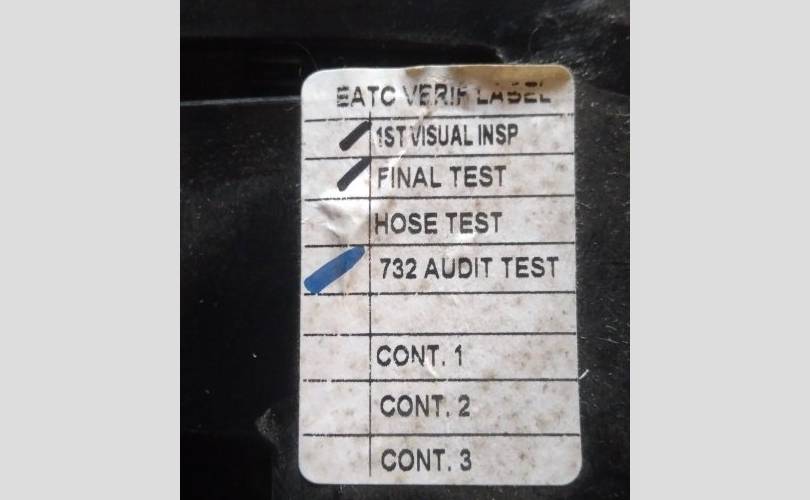 EATC VERIF LABEL
1ST VISUAL INSP
FINAL TEST
HOSE TEST
732 AUDIT TEST
CONT. 1
CONT. 2
CONT. 3